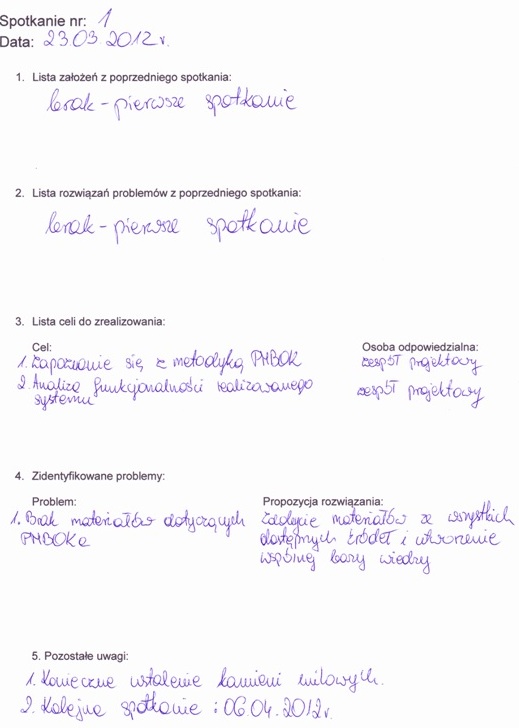 Spotkanie nr: 1
Data: 23.03.2012r.
1. Lista założeń z poprzedniego spotkania:
brak - pierwsze spotkanie
2. Lista rozwiązań problemów z poprzedniego spotkania:
brak - pierwsze spotkanie
3. Lista celi do zrealizowania:
Cel: Osoba odpowiedzialna:
1. Zapoznanie się z metodyką PMBOK zespół projektowy
2. Analiza funkcjonalności realizowanego zespół projektowy
systemu
4. Zidentyfikowane problemy:
Problem: Propozycja rozwiązania:
1. Brak materiałów dotyczących Zdobycie materiałów ze wszystkich
PMBOKa dostępnych źródeł i utworzenie
wspólnej bazy wiedzy
5. Pozostałe uwagi:
1. Konieczne ustalenie kamieni milowych.
2. Kolejne spotkanie : 06.04.2012r.